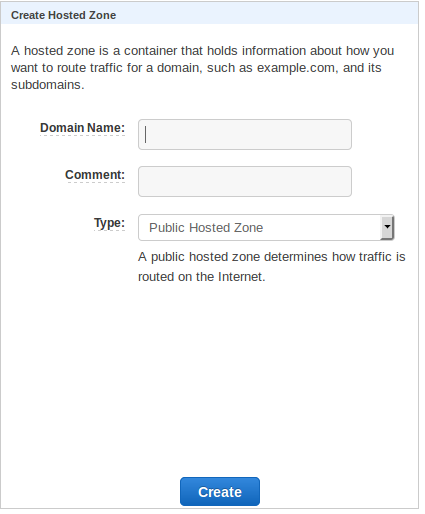 Create Hosted Zone
A hosted zone is a container that holds information about how you
want to route traffic for a domain, such as example.com, and its
subdomains.
Domain Name:
Comment:
Type: Public Hosted Zone
A public hosted zone determines how traffic is
routed on the Internet.
Create